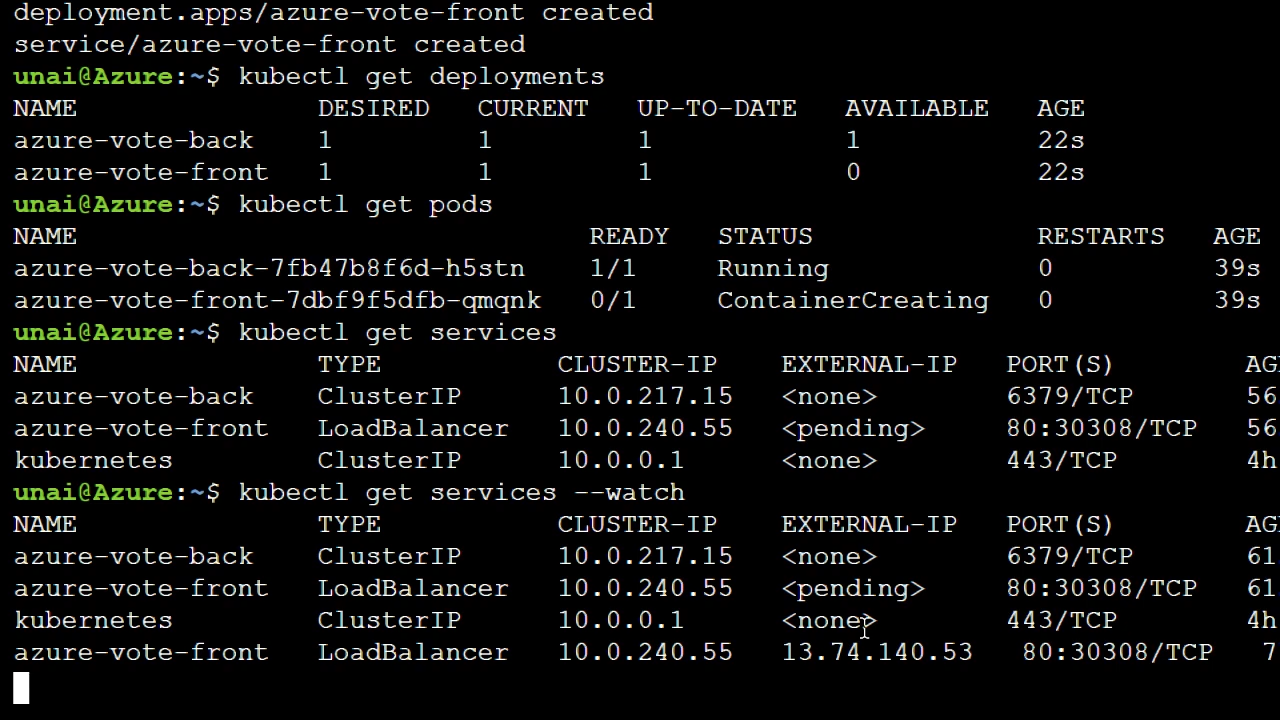 deployment.apps/azure-vote-front created
service/azure-vote-front created
unai@Azure:~$ kubectl get deployments
NAME DESIRED CURRENT UP-TO-DATE AVAILABLE AGE
azure-vote-back 1 1 1 1 22s
azure-vote-front 1 1 1 0 22s
unai@Azure:~$ kubectl get pods
NAME READY STATUS RESTARTS AGE
azure-vote-back-7fb47b8f6d-h5stn 1/1 Running 0 39s
azure-vote-front-7dbf9f5dfb-qmqnk 0/1 ContainerCreating 0 39s
unai@Azure:~$ kubectl get services
NAME TYPE CLUSTER-IP EXTERNAL-IP PORT(S) AG
azure-vote-back ClusterIP 10.0.217.15 <none> 6379/TCP 56
azure-vote-front LoadBalancer 10.0.240.55 <pending> 80:30308/TCP 56
kubernetes ClusterIP 10.0.0.1 <none> 443/TCP 4h
unai@Azure:~$ kubectl get services --watch
NAME TYPE CLUSTER-IP EXTERNAL-IP PORT(S) AG
azure-vote-back ClusterIP 10.0.217.15 <none> 6379/TCP 61
azure-vote-front LoadBalancer 10.0.240.55 <pending> 80:30308/TCP 61
kubernetes ClusterIP 10.0.0.1 <none> 443/TCP 4h
azure-vote-front LoadBalancer 10.0.240.55 13.74.140.53 80:30308/TCP 7